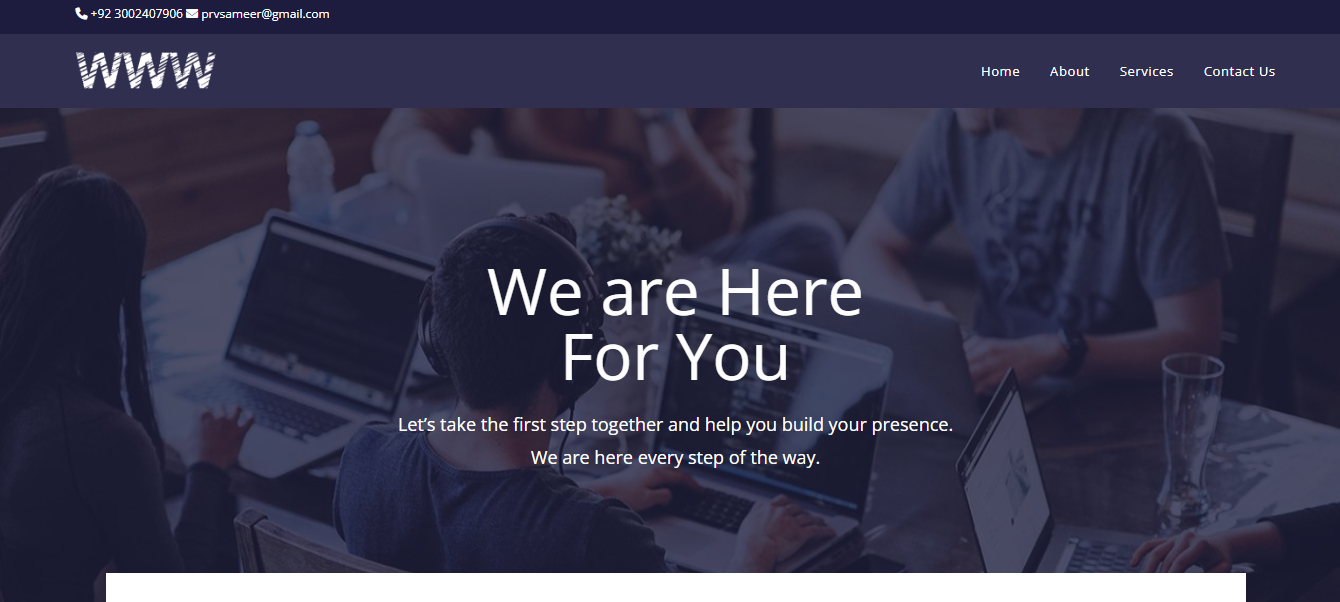 +92 3002407906 prvsameer@gmail.com
WWW
Home About Services Contact Us
We are Here
For You
Let’s take the first step together and help you build your presence.
We are here every step of the way.